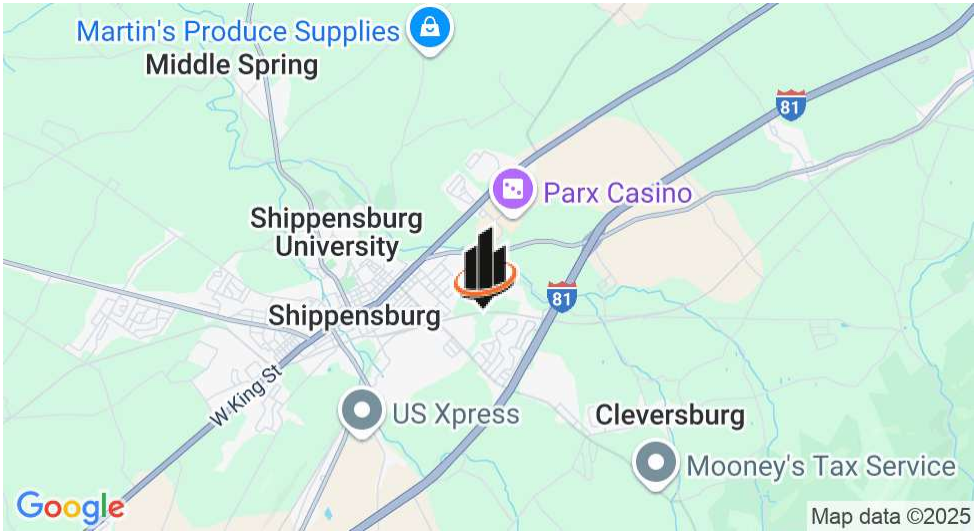 Martin's Produce Supplies
Middle Spring
81
Parx Casino
Shippensburg
University
81
Shippensburg
W King St
US Xpress
Cleversburg
Mooney's Tax Service
Google
Map data ©2025